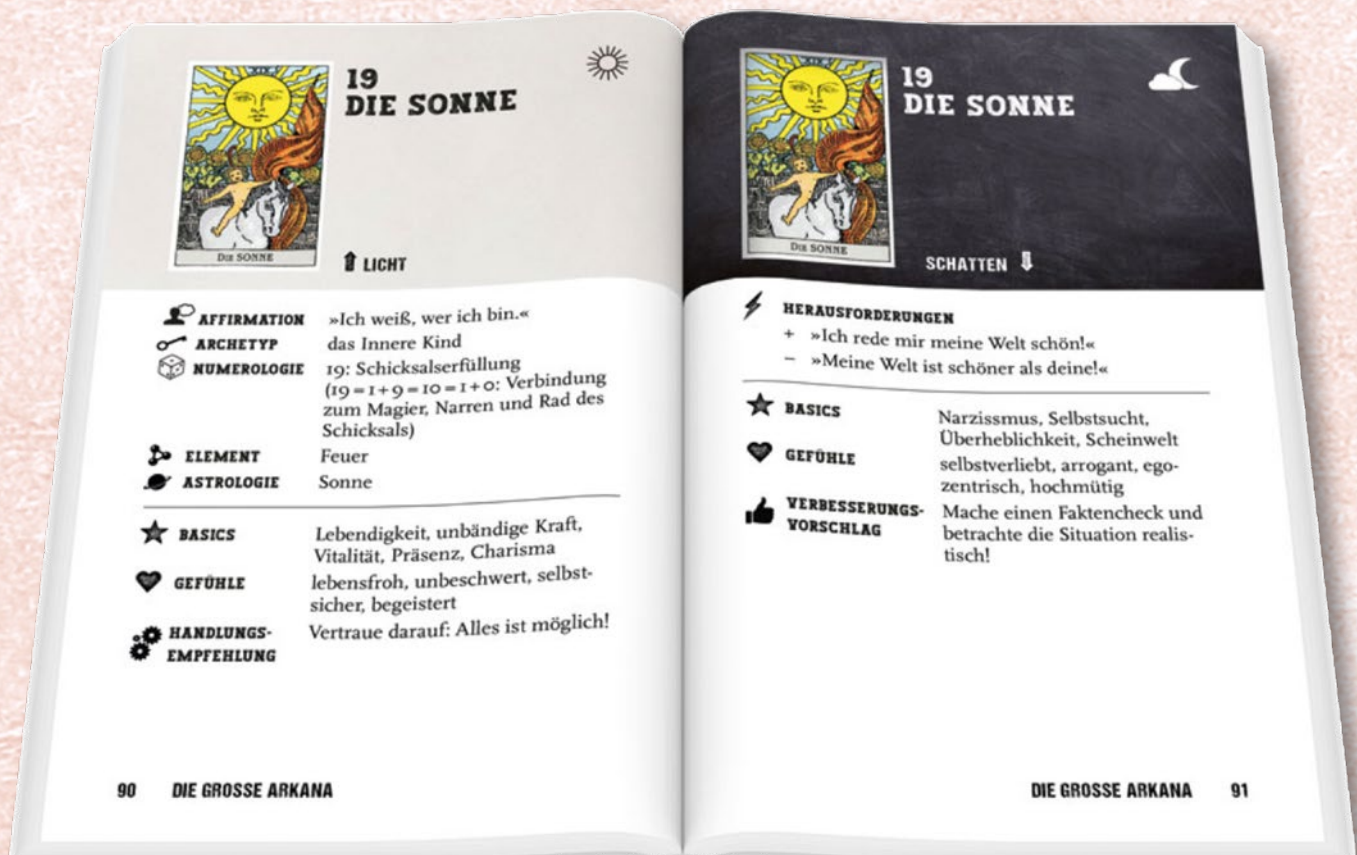 19
DIE SONNE
DIE SONNE
LICHT
AFFIRMATION »Ich weiß, wer ich bin.«
ARCHETYP das Innere Kind
NUMEROLOGIE 19: Schicksalserfüllung
(19 = 1 + 9 = 10 = 1 + 0: Verbindung
zum Magier, Narren und Rad des
Schicksals)
ELEMENT Feuer
ASTROLOGIE Sonne
BASICS Lebendigkeit, unbändige Kraft,
Vitalität, Präsenz, Charisma
GEFÜHLE lebensfroh, unbeschwert, selbst-
sicher, begeistert
HANDLUNGS- Vertraue darauf: Alles ist möglich!
EMPFEHLUNG
90 DIE GROSSE ARKANA
19
DIE SONNE
DIE SONNE
SCHATTEN
HERAUSFORDERUNGEN
+ »Ich rede mir meine Welt schön!«
– »Meine Welt ist schöner als deine!«
BASICS Narzissmus, Selbstsucht,
Überheblichkeit, Scheinwelt
GEFÜHLE selbstverliebt, arrogant, ego-
zentrisch, hochmütig
VERBESSERUNGS- Mache einen Faktencheck und
VORSCHLAG betrachte die Situation realis-
tisch!
DIE GROSSE ARKANA 91